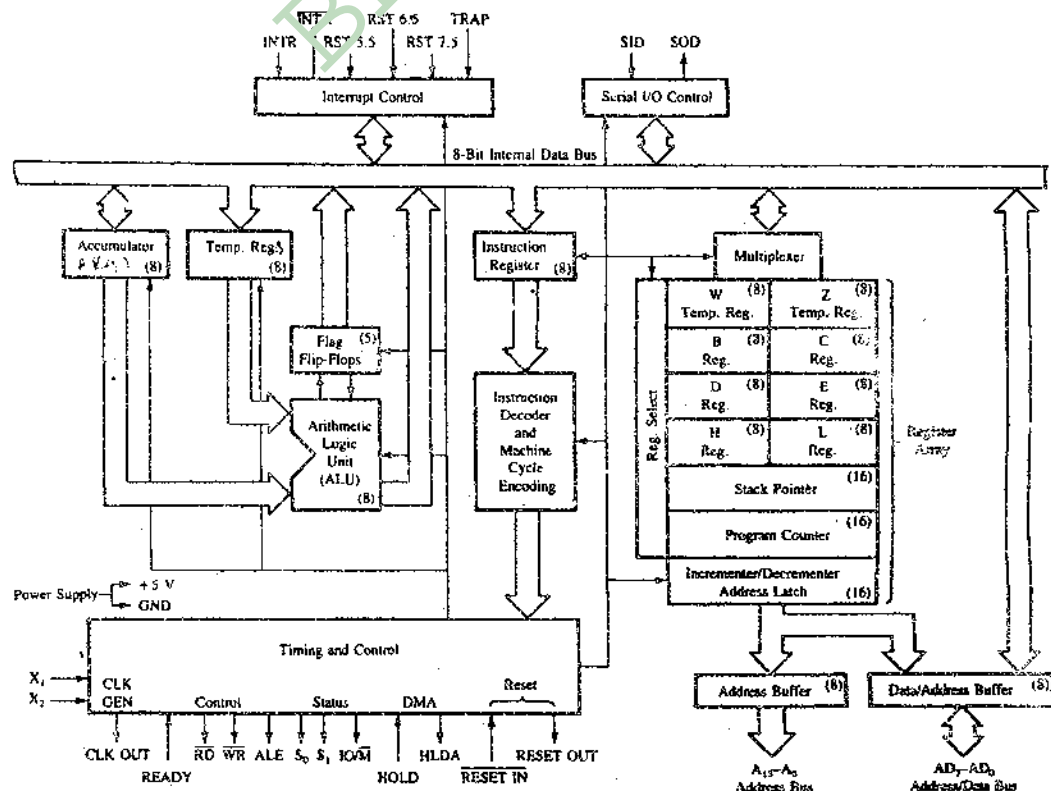 INTR
INTA
RST 5.5
RST 6.5
RST 7.5
TRAP
SID
SOD
Interrupt Control
Serial I/O Control
8-Bit Internal Data Bus
Accumulator
(8)
Temp. Reg.
(8)
Instruction
Register
(8)
Multiplexer
Flag
Flip-Flops
(5)
Arithmetic
Logic
Unit
(ALU)
(8)
Instruction
Decoder
and
Machine
Cycle
Encoding
Reg. Select
W (8)
Temp. Reg.
Z (8)
Temp. Reg.
B (8)
Reg.
C (8)
Reg.
D (8)
Reg.
E (8)
Reg.
H (8)
Reg.
L (8)
Reg.
Register
Array
Stack Pointer (16)
Program Counter (16)
Incrementer/Decrementer
Address Latch (16)
Power Supply
+5 V
GND
Timing and Control
X₁
X₂
CLK
GEN
Control
Status
DMA
Reset
CLK OUT
READY
RD
WR
ALE
S₀
S₁
IO/M
HOLD
HLDA
RESET IN
RESET OUT
Address Buffer (8)
Data/Address Buffer (8)
A₁₅–A₈
Address Bus
AD₇–AD₀
Address/Data Bus